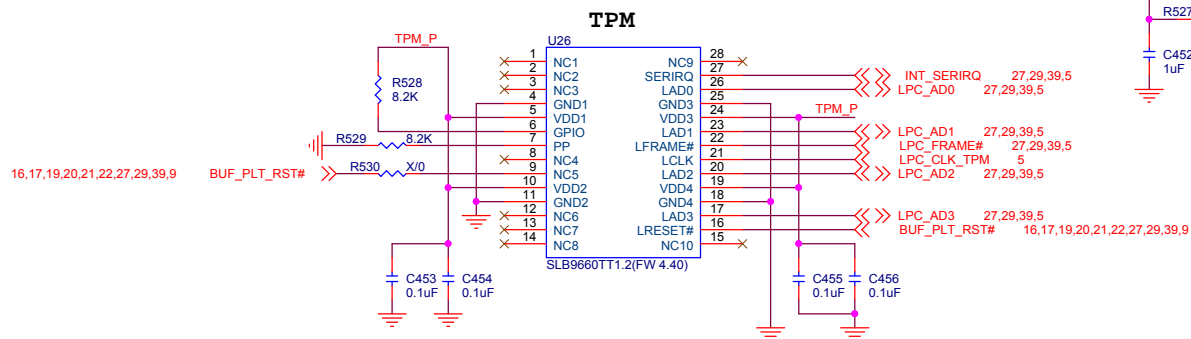 TPM
R527
TPM_P
U26
C452
1uF
R528
8.2K
1 NC1 NC9 28
2 NC2 SERIRQ 27 INT_SERIRQ 27,29,39,5
3 NC3 LAD0 26 LPC_AD0 27,29,39,5
4 GND1 GND3 25
5 VDD1 VDD3 24 TPM_P
6 GPIO LAD1 23 LPC_AD1 27,29,39,5
R529 8.2K 7 PP LFRAME# 22 LPC_FRAME# 27,29,39,5
8 NC4 LCLK 21 LPC_CLK_TPM 5
16,17,19,20,21,22,27,29,39,9 BUF_PLT_RST# R530 X/0 9 NC5 LAD2 20 LPC_AD2 27,29,39,5
10 VDD2 VDD4 19
11 GND2 GND4 18
12 NC6 LAD3 17 LPC_AD3 27,29,39,5
13 NC7 LRESET# 16 BUF_PLT_RST# 16,17,19,20,21,22,27,29,39,9
14 NC8 NC10 15
SLB9660TT1.2(FW 4.40)
C453 C454 C455 C456
0.1uF 0.1uF 0.1uF 0.1uF